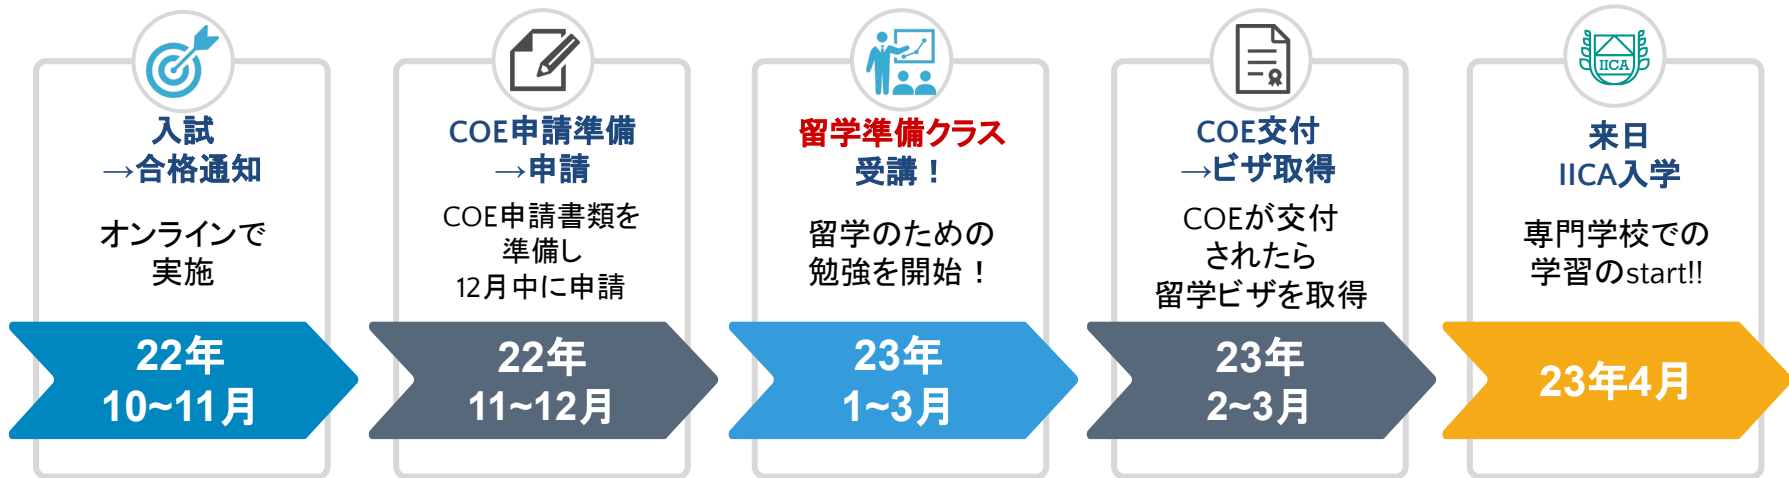 入試
→合格通知
オンラインで
実施
22年
10~11月
COE申請準備
→申請
COE申請書類を
準備し
12月中に申請
22年
11~12月
留学準備クラス
受講！
留学のための
勉強を開始！
23年
1~3月
COE交付
→ビザ取得
COEが交付
されたら
留学ビザを取得
23年
2~3月
IICA
来日
IICA入学
専門学校での
学習のstart!!
23年4月